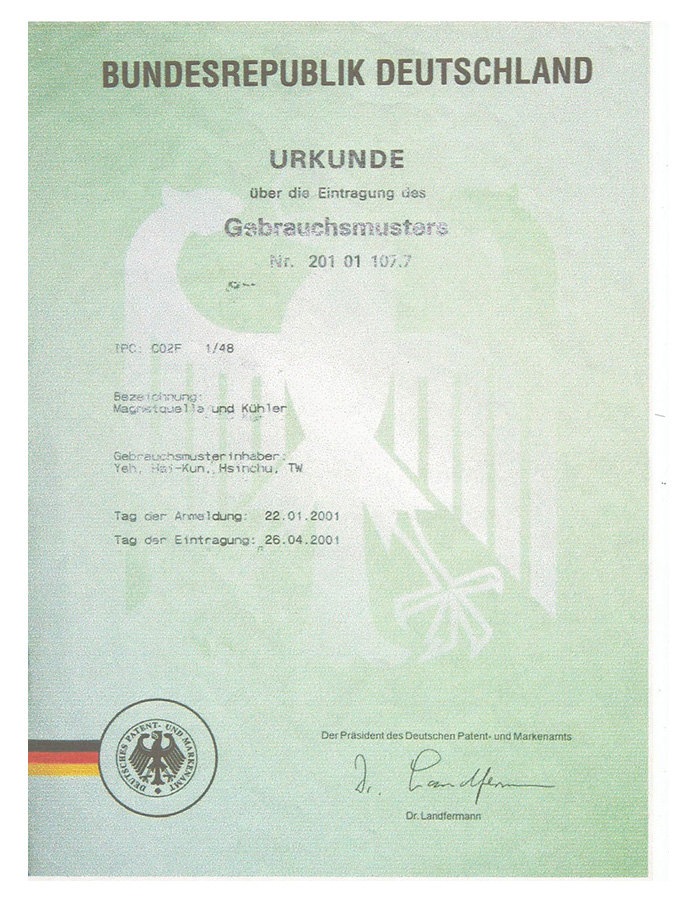 BUNDESREPUBLIK DEUTSCHLAND
URKUNDE
über die Eintragung des
Gebrauchsmusters
Nr. 201 01 107.7
IPC: C02F 1/48
Bezeichnung:
Magnetquelle und Kühler
Gebrauchsmusterinhaber:
Yeh, Hai-Kun, Hsinchu, TW
Tag der Anmeldung: 22.01.2001
Tag der Eintragung: 26.04.2001
DEUTSCHES PATENT- UND MARKENAMT
Der Präsident des Deutschen Patent- und Markenamts
Dr. Landfermann
Dr. Landfermann